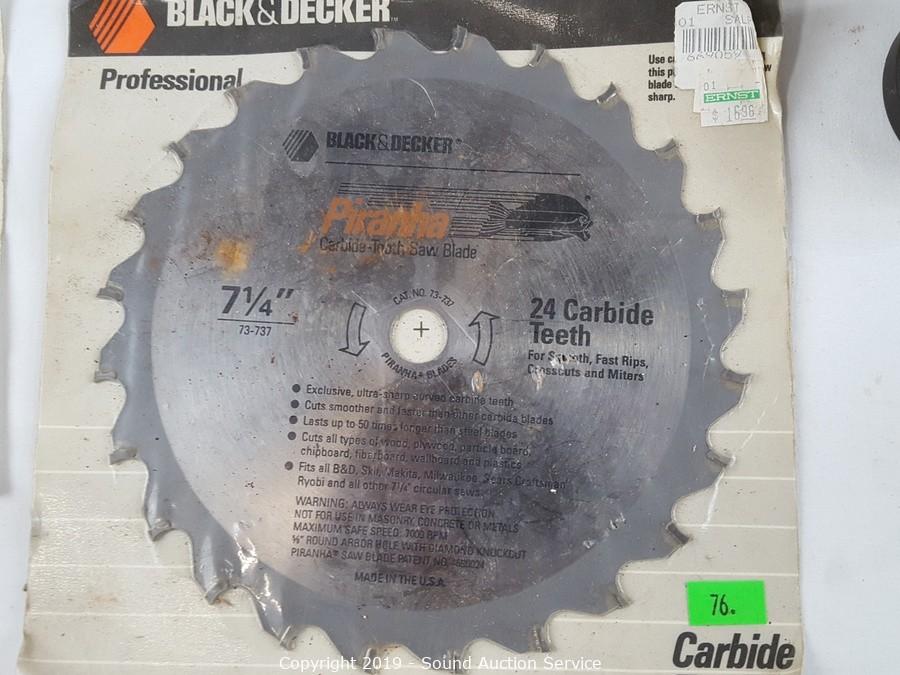 BLACK&DECKER™
Professional
ERNST
01 SALE
Use
this
blade
sharp.
01
ERNST
$ 16.96
BLACK&DECKER®
Piranha®
Carbide-Tooth Saw Blade
7¼"
73-737
CAT. NO. 73-737
PIRANHA® BLADES
24 Carbide
Teeth
For Smooth, Fast Rips,
Crosscuts and Miters
● Exclusive, ultra-sharp curved carbide teeth
● Cuts smoother and faster than other carbide blades
● Lasts up to 50 times longer than steel blades
● Cuts all types of wood, plywood, particle board,
chipboard, fiberboard, wallboard and plastics
● Fits all B&D, Skil, Makita, Milwaukee, Sears Craftsman
Ryobi and all other 7¼" circular saws.
WARNING: ALWAYS WEAR EYE PROTECTION
NOT FOR USE IN MASONRY, CONCRETE OR METALS
MAXIMUM SAFE SPEED: 7000 RPM
⅝" ROUND ARBOR HOLE WITH DIAMOND KNOCKOUT
PIRANHA® SAW BLADE PATENT NO.
MADE IN THE U.S.A.
76.
Carbide
Copyright 2019 - Sound Auction Service